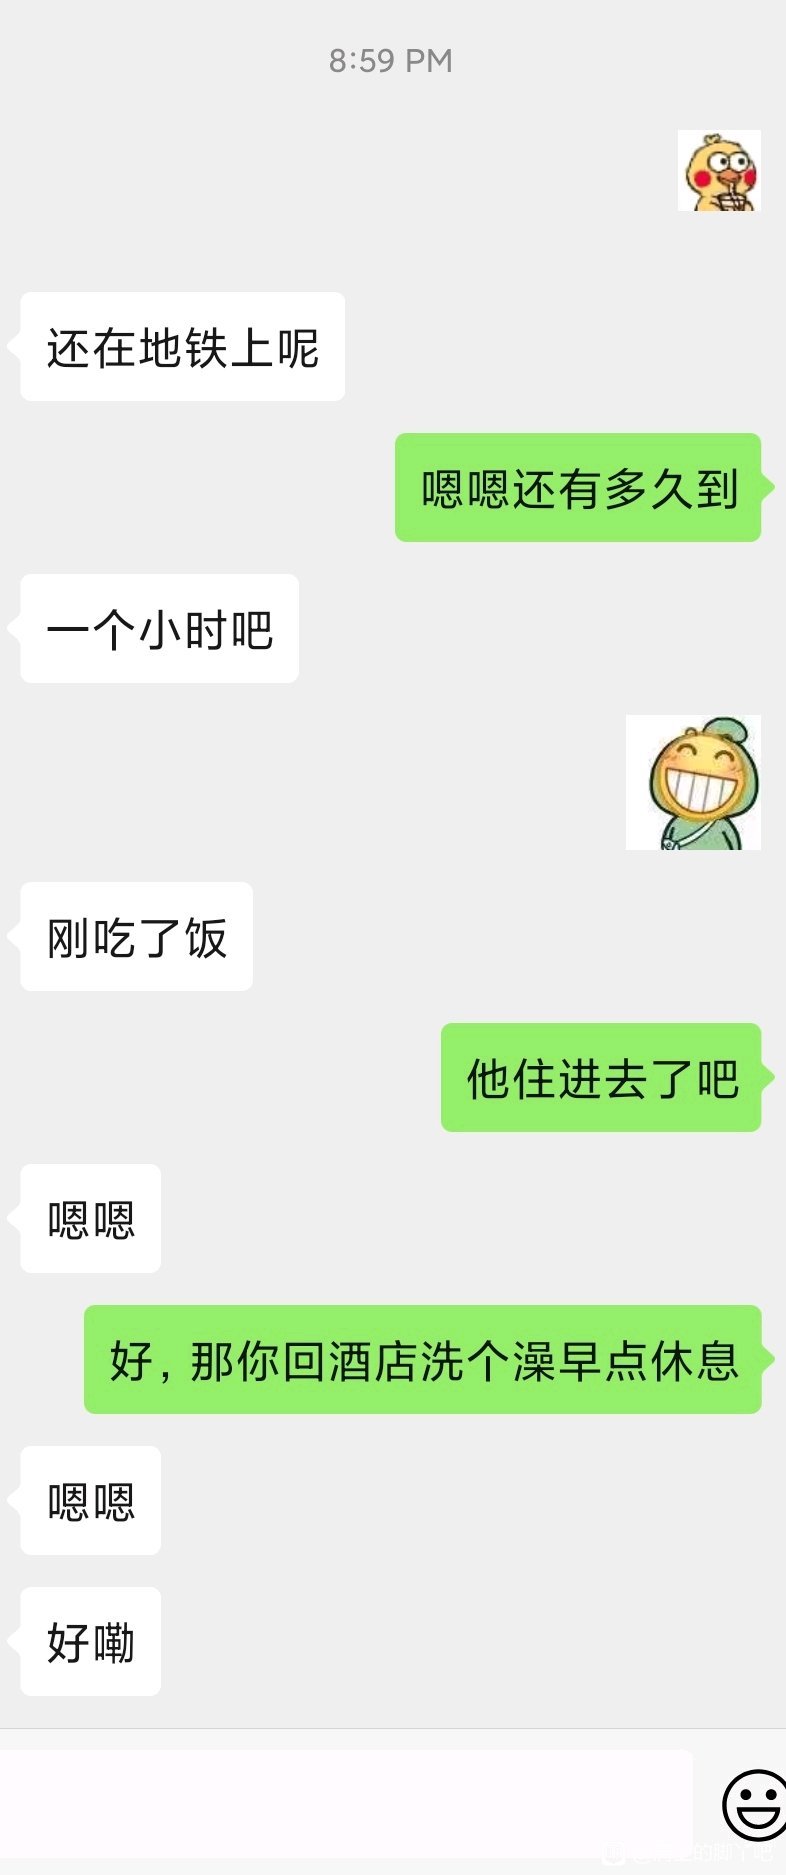 8:59 PM
还在地铁上呢
嗯嗯还有多久到
一个小时吧
刚吃了饭
他住进去了吧
嗯嗯
好，那你回酒店洗个澡早点休息
嗯嗯
好嘞